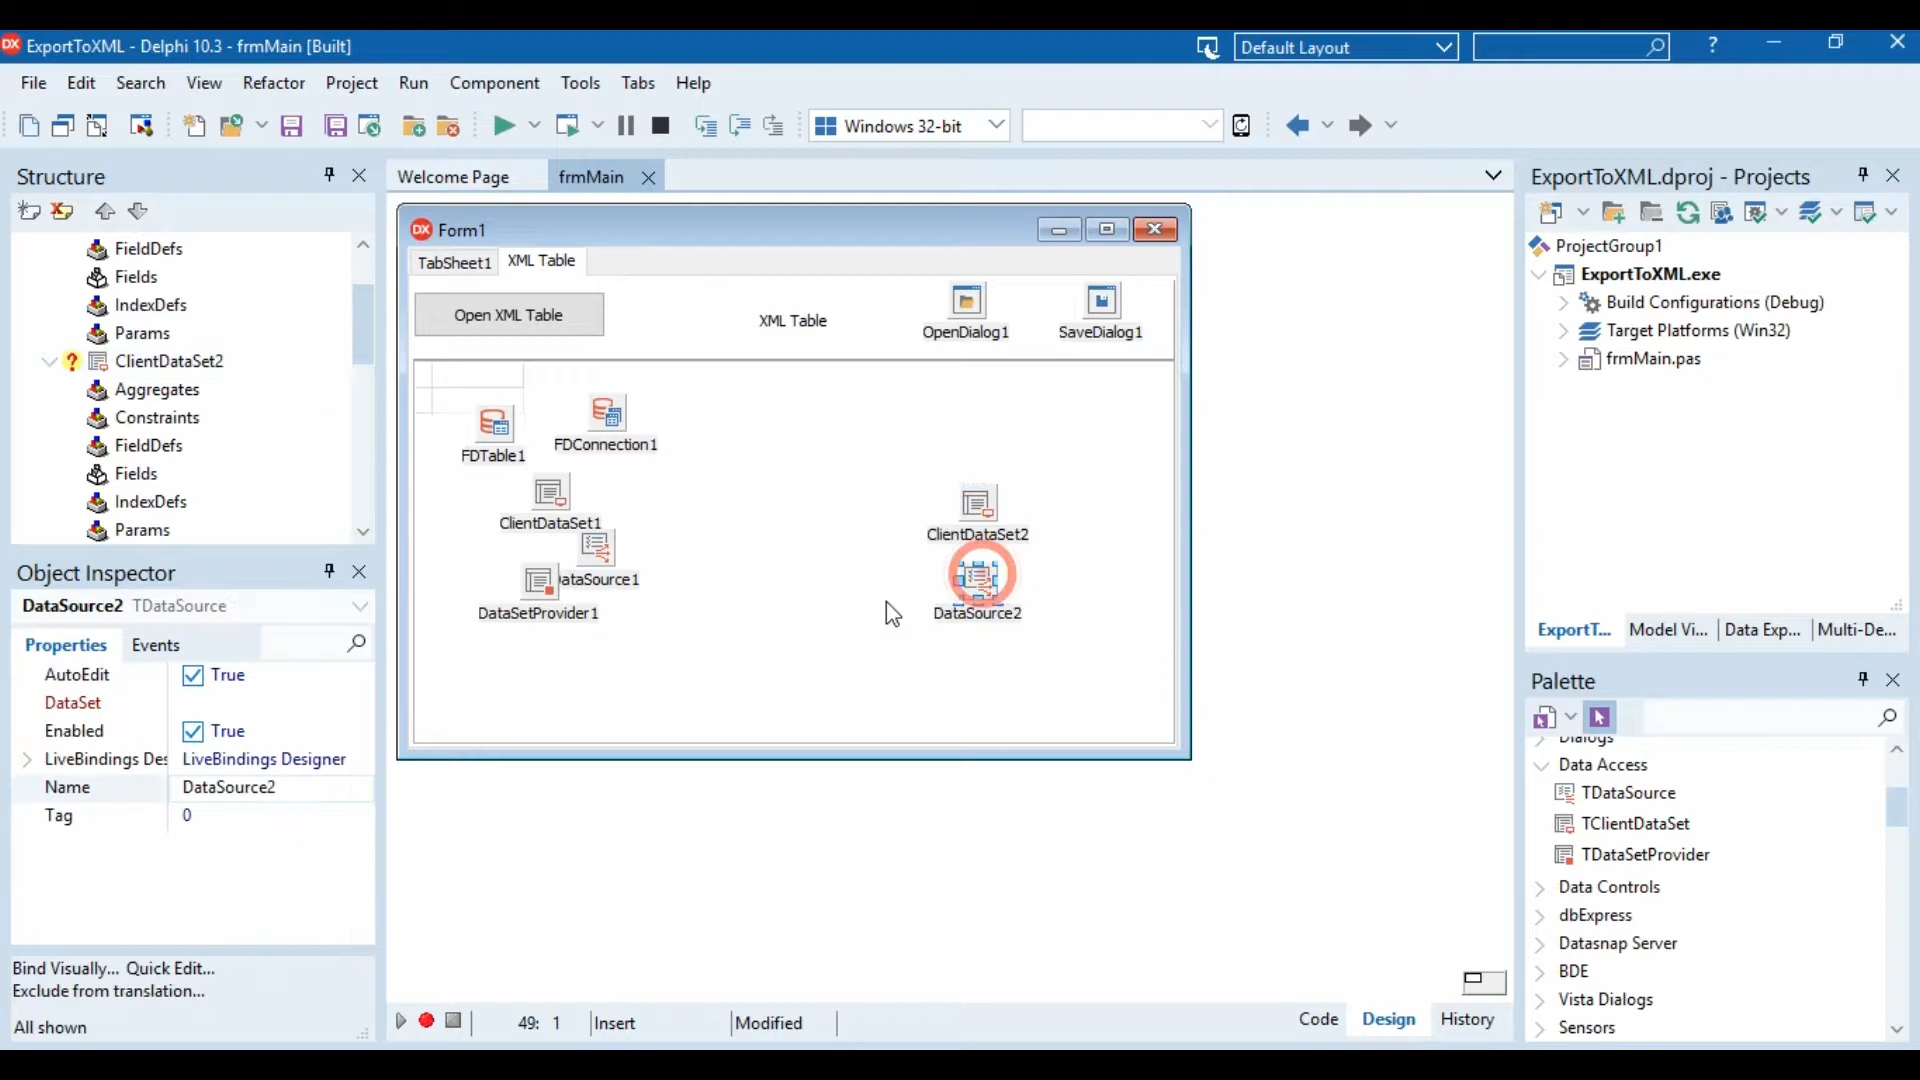 DX ExportToXML - Delphi 10.3 - frmMain [Built]
Default Layout
?
File Edit Search View Refactor Project Run Component Tools Tabs Help
Windows 32-bit
Structure
FieldDefs
Fields
IndexDefs
Params
? ClientDataSet2
Aggregates
Constraints
FieldDefs
Fields
IndexDefs
Params
Object Inspector
DataSource2 TDataSource
Properties Events
AutoEdit True
DataSet
Enabled True
LiveBindings Des LiveBindings Designer
Name DataSource2
Tag 0
Bind Visually... Quick Edit...
Exclude from translation...
All shown
Welcome Page frmMain
DX Form1
TabSheet1 XML Table
Open XML Table
XML Table
OpenDialog1
SaveDialog1
FDTable1
FDConnection1
ClientDataSet1
DataSource1
DataSetProvider1
ClientDataSet2
DataSource2
49: 1 Insert Modified
Code Design History
ExportToXML.dproj - Projects
ProjectGroup1
ExportToXML.exe
Build Configurations (Debug)
Target Platforms (Win32)
frmMain.pas
ExportT... Model Vi... Data Exp... Multi-De...
Palette
Dialogs
Data Access
TDataSource
TClientDataSet
TDataSetProvider
Data Controls
dbExpress
Datasnap Server
BDE
Vista Dialogs
Sensors